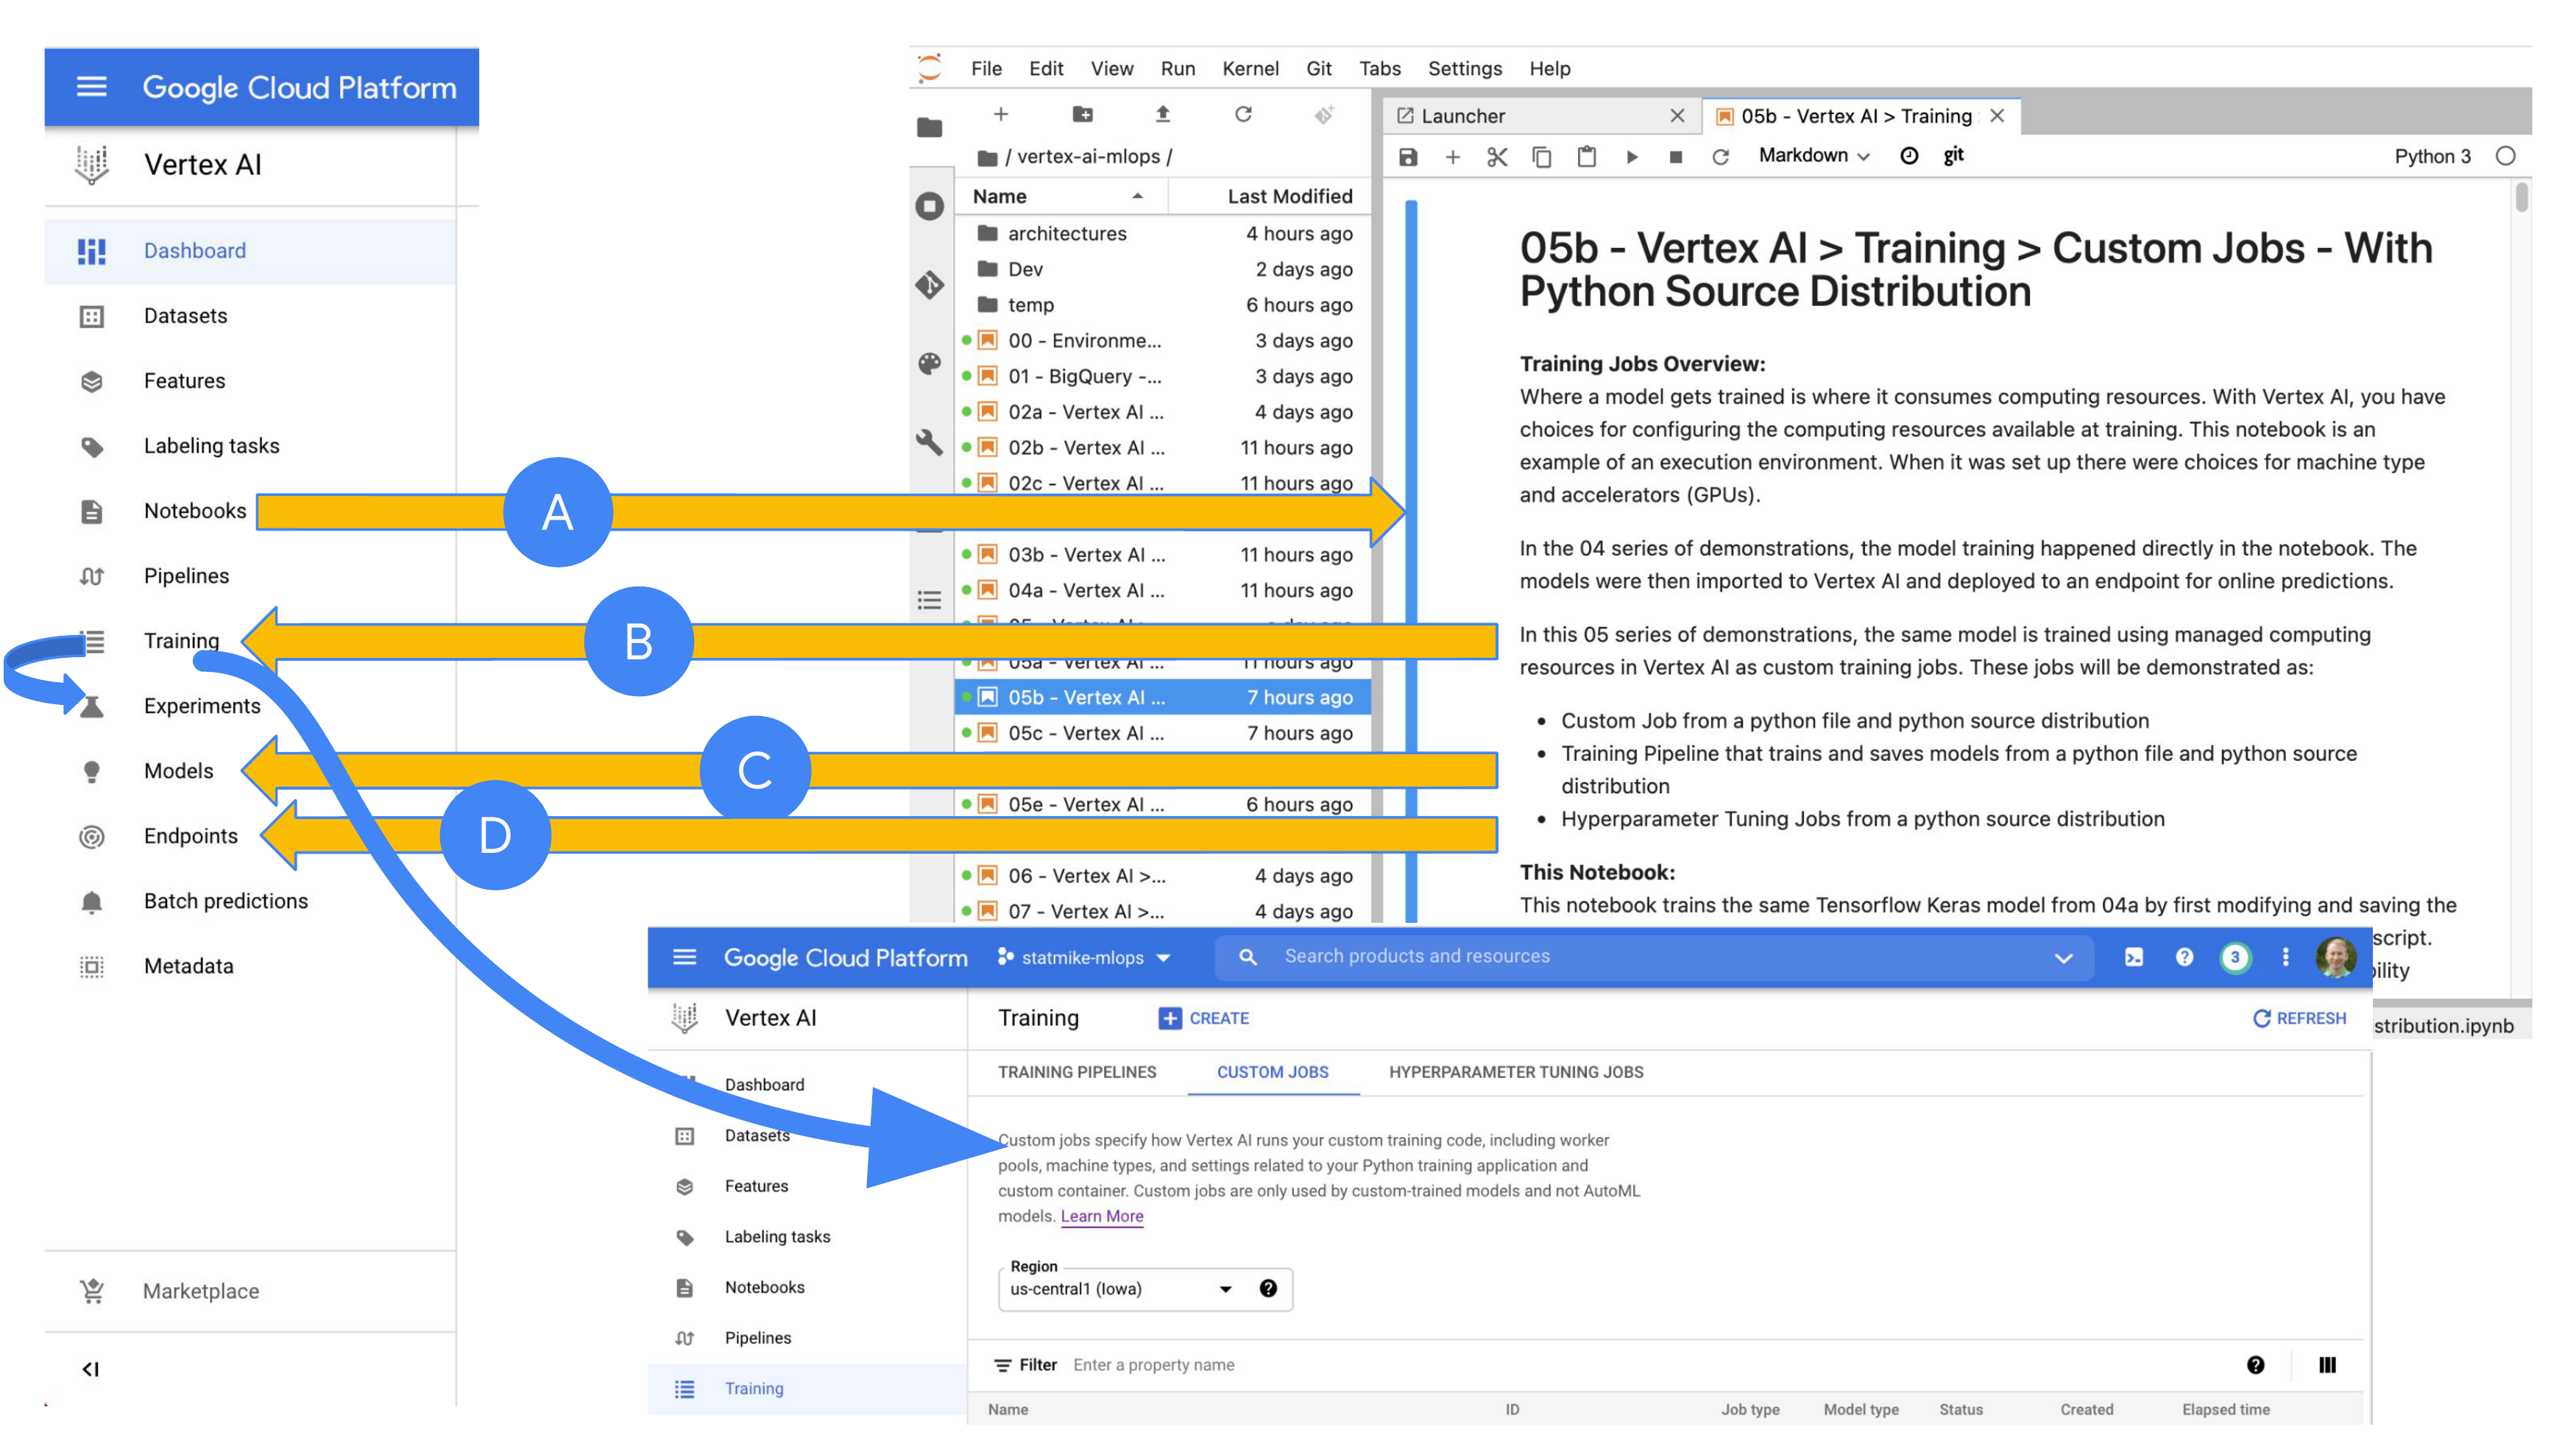 Google Cloud Platform
Vertex AI
Dashboard
Datasets
Features
Labeling tasks
Notebooks
Pipelines
Training
Experiments
Models
Endpoints
Batch predictions
Metadata
Marketplace
A
B
C
D
File Edit View Run Kernel Git Tabs Settings Help
/ vertex-ai-mlops /
Name Last Modified
architectures 4 hours ago
Dev 2 days ago
temp 6 hours ago
00 - Environme... 3 days ago
01 - BigQuery -... 3 days ago
02a - Vertex AI ... 4 days ago
02b - Vertex AI ... 11 hours ago
02c - Vertex AI ... 11 hours ago
03b - Vertex AI ... 11 hours ago
04a - Vertex AI ... 11 hours ago
05a - Vertex AI ... 11 hours ago
05b - Vertex AI ... 7 hours ago
05c - Vertex AI ... 7 hours ago
05e - Vertex AI ... 6 hours ago
06 - Vertex AI >... 4 days ago
07 - Vertex AI >... 4 days ago
Launcher
05b - Vertex AI > Training
Markdown git Python 3
05b - Vertex AI > Training > Custom Jobs - With
Python Source Distribution
Training Jobs Overview:
Where a model gets trained is where it consumes computing resources. With Vertex AI, you have
choices for configuring the computing resources available at training. This notebook is an
example of an execution environment. When it was set up there were choices for machine type
and accelerators (GPUs).
In the 04 series of demonstrations, the model training happened directly in the notebook. The
models were then imported to Vertex AI and deployed to an endpoint for online predictions.
In this 05 series of demonstrations, the same model is trained using managed computing
resources in Vertex AI as custom training jobs. These jobs will be demonstrated as:
• Custom Job from a python file and python source distribution
• Training Pipeline that trains and saves models from a python file and python source
distribution
• Hyperparameter Tuning Jobs from a python source distribution
This Notebook:
This notebook trains the same Tensorflow Keras model from 04a by first modifying and saving the
script.
stribution.ipynb
Google Cloud Platform statmike-mlops Search products and resources 3
Vertex AI
Dashboard
Datasets
Features
Labeling tasks
Notebooks
Pipelines
Training
Training CREATE REFRESH
TRAINING PIPELINES CUSTOM JOBS HYPERPARAMETER TUNING JOBS
Custom jobs specify how Vertex AI runs your custom training code, including worker
pools, machine types, and settings related to your Python training application and
custom container. Custom jobs are only used by custom-trained models and not AutoML
models. Learn More
Region
us-central1 (Iowa)
Filter Enter a property name
Name ID Job type Model type Status Created Elapsed time